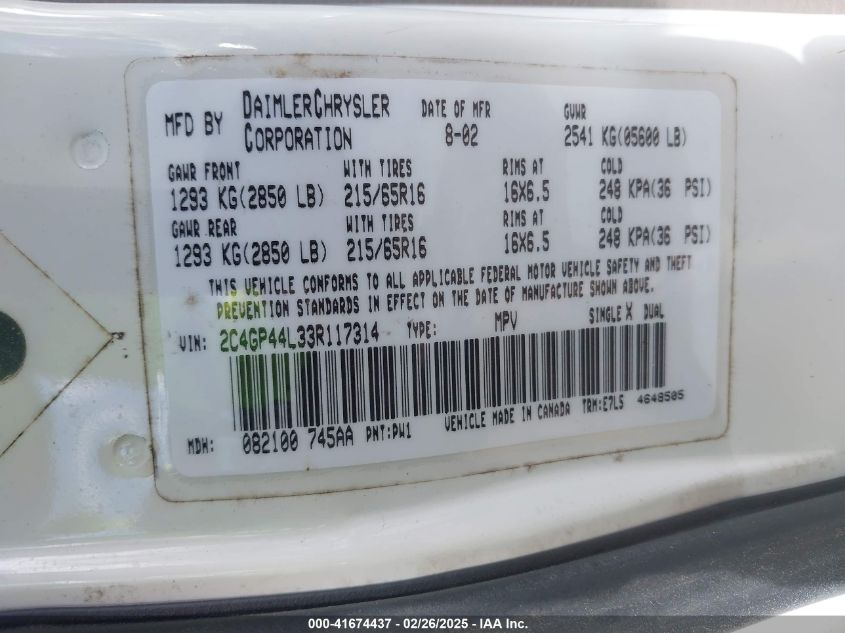 MFD BY DAIMLERCHRYSLER CORPORATION DATE OF MFR 8-02 GVWR 2541 KG(05600 LB)
GAWR FRONT WITH TIRES RIMS AT COLD
1293 KG(2850 LB) 215/65R16 16X6.5 248 KPA(36 PSI)
GAWR REAR WITH TIRES RIMS AT COLD
1293 KG(2850 LB) 215/65R16 16X6.5 248 KPA(36 PSI)
THIS VEHICLE CONFORMS TO ALL APPLICABLE FEDERAL MOTOR VEHICLE SAFETY AND THEFT
PREVENTION STANDARDS IN EFFECT ON THE DATE OF MANUFACTURE SHOWN ABOVE.
VIN: 2C4GP44L33R117314 TYPE: MPV SINGLE X DUAL
MDH: 082100 745AA PNT:PW1 VEHICLE MADE IN CANADA TRM:E7L5 4648505
000-41674437 - 02/26/2025 - IAA Inc.